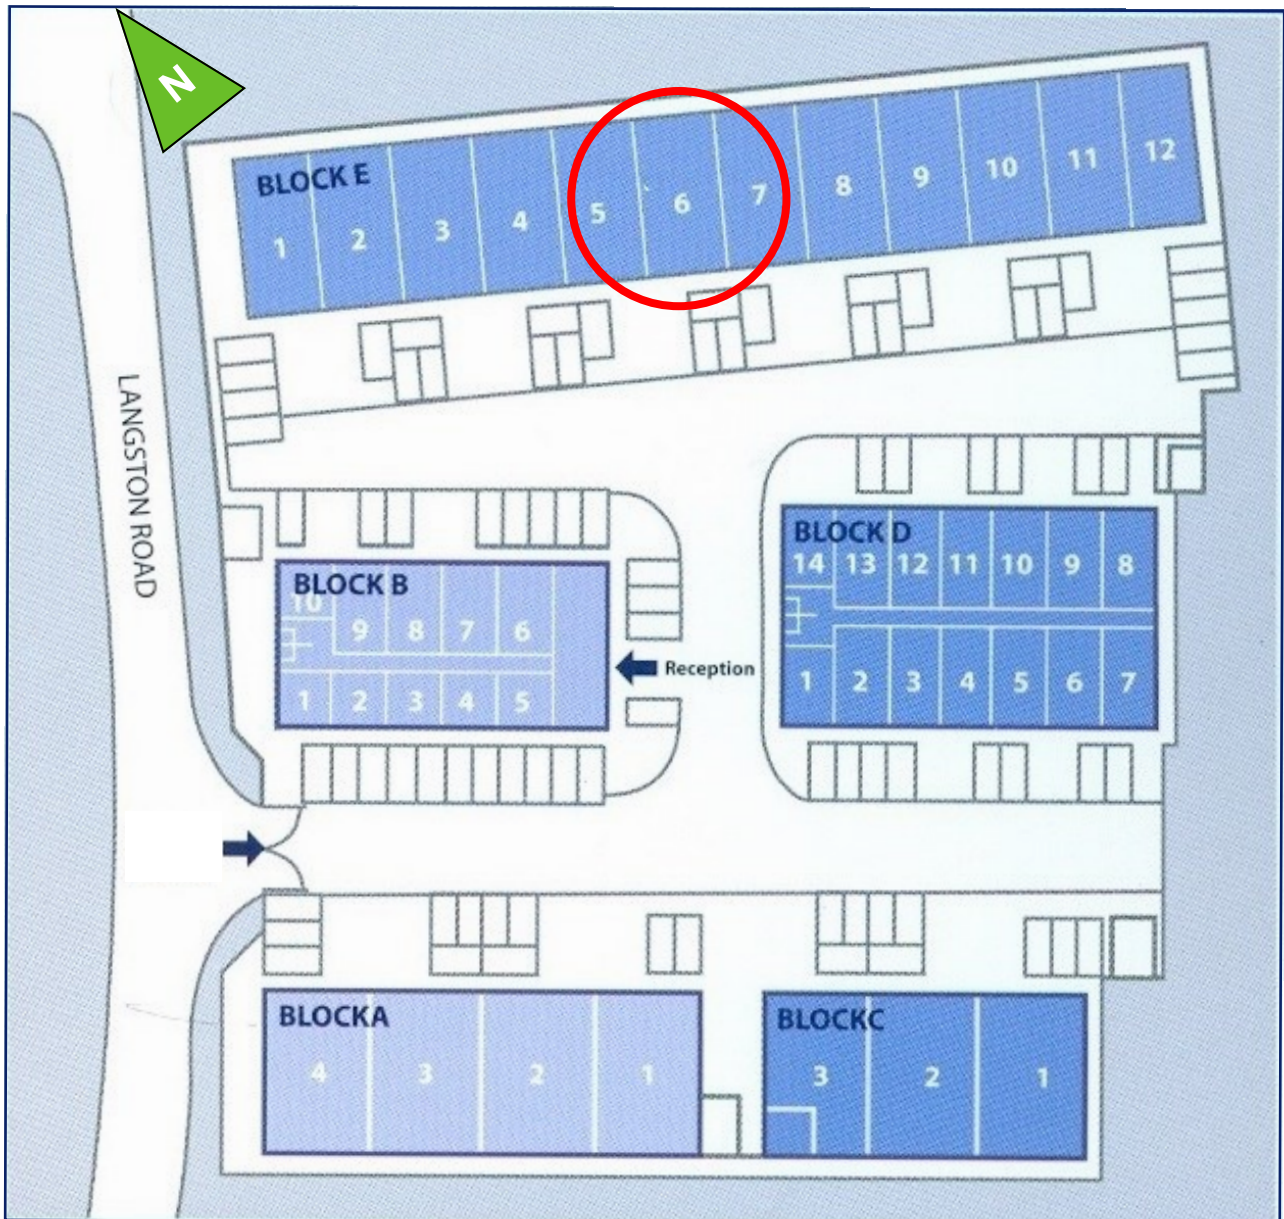 N
BLOCK E
1 2 3 4 5 6 7 8 9 10 11 12
LANGSTON ROAD
BLOCK B
10 9 8 7 6
1 2 3 4 5
Reception
BLOCK D
14 13 12 11 10 9 8
1 2 3 4 5 6 7
BLOCKA
4 3 2 1
BLOCKC
3 2 1